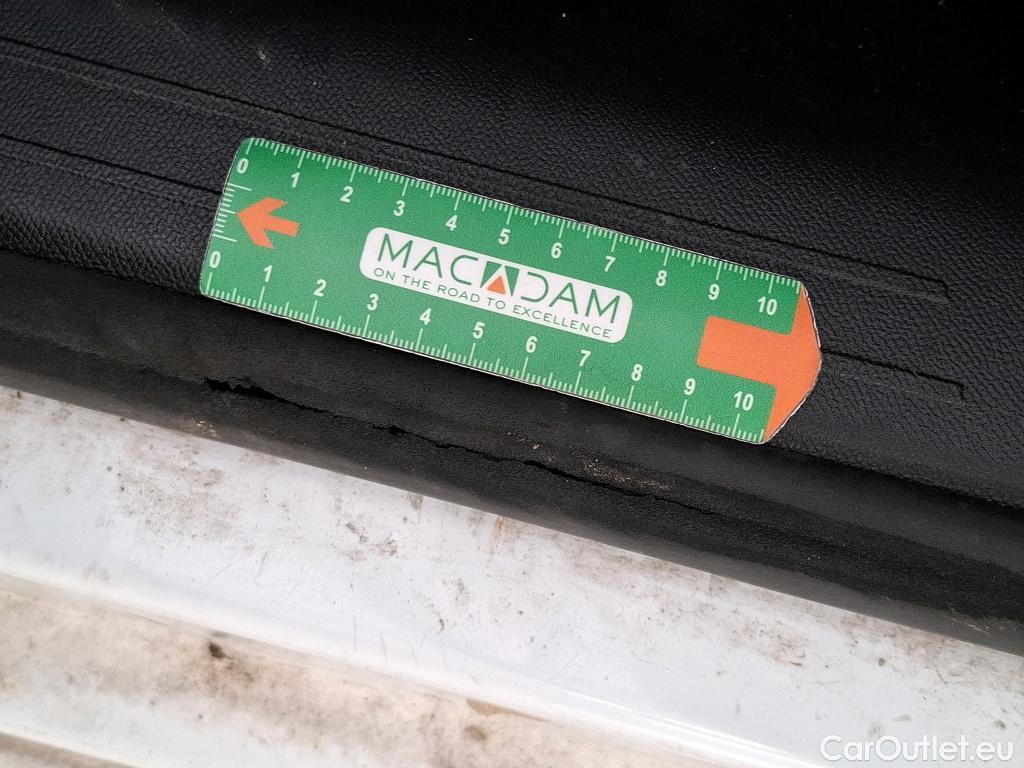 0 1 2 3 4 5 6 7 8 9 10
MACADAM
ON THE ROAD TO EXCELLENCE
0 1 2 3 4 5 6 7 8 9 10
CarOutlet.eu